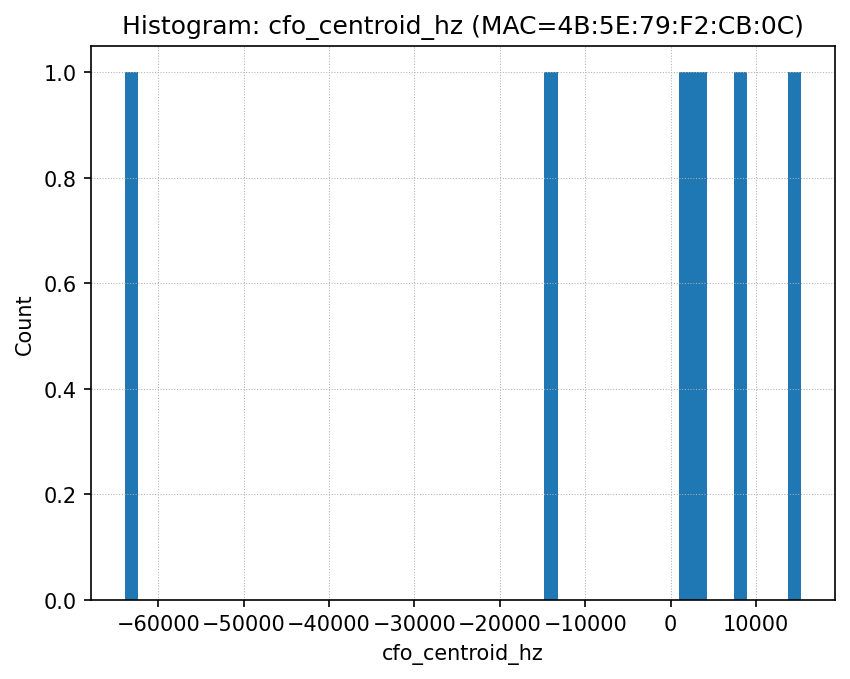 Histogram: cfo_centroid_hz (MAC=4B:5E:79:F2:CB:0C)
1.0
0.8
0.6
0.4
0.2
0.0
Count
−60000 −50000 −40000 −30000 −20000 −10000 0 10000
cfo_centroid_hz